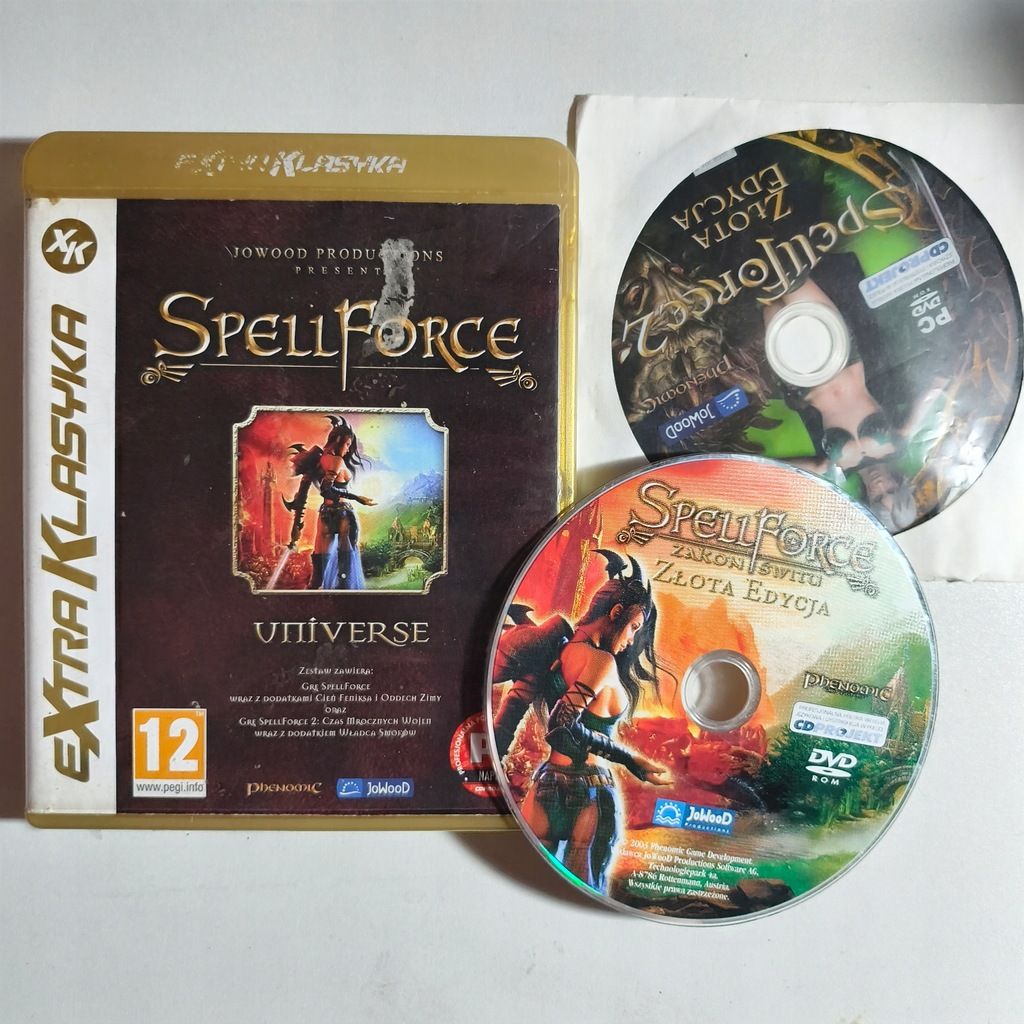 KLASYKA
XK
EXTRA KLASYKA
JOWOOD PRODUCTIONS
PRESENT
SPELLFORCE
UNIVERSE
ZESTAW ZAWIERA:
GRĘ SPELLFORCE
WRAZ Z DODATKAMI CIEŃ FENIKSA I ODDECH ZIMY
ORAZ
GRĘ SPELLFORCE 2: CZAS MROCZNYCH WOJEN
WRAZ Z DODATKIEM WŁADCA SMOKÓW
12
www.pegi.info
PHENOMIC
JOWOOD
SPELLFORCE 2
ZŁOTA
EDYCJA
CDPROJEKT
PC
DVD
ROM
PHENOMIC
JOWOOD
SPELLFORCE
ZAKON ŚWITU
ZŁOTA EDYCJA
PHENOMIC
CDPROJEKT
DVD
ROM
JOWOOD
Productions
2003 Phenomic Game Development.
JoWooD Productions Software AG,
Technologiepark 4a,
A-8786 Rottenmann, Austria.
Wszystkie prawa zastrzeżone.